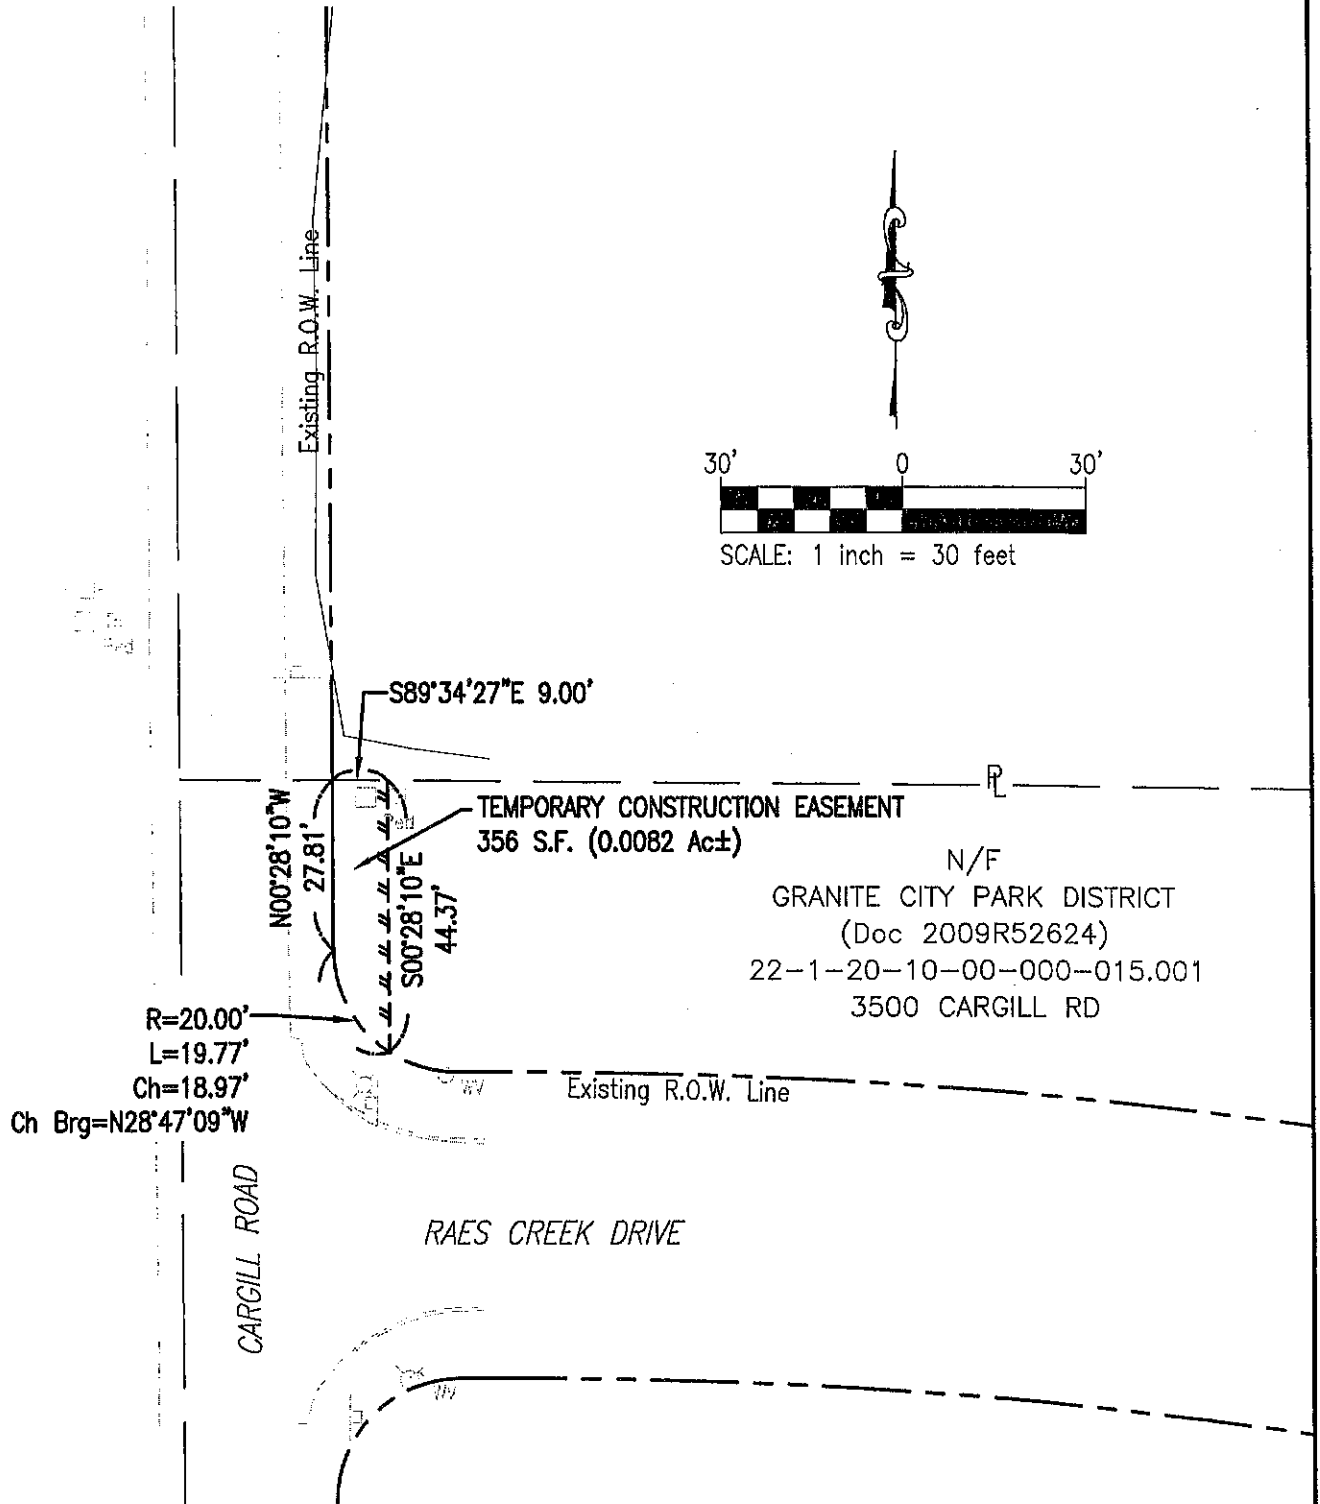 Existing R.O.W. Line
30' 0 30'
SCALE: 1 inch = 30 feet
S89°34'27"E 9.00'
N00°28'10"W
27.81'
TEMPORARY CONSTRUCTION EASEMENT
356 S.F. (0.0082 Ac±)
S00°28'10"E
44.37'
PL
N/F
GRANITE CITY PARK DISTRICT
(Doc 2009R52624)
22-1-20-10-00-000-015.001
3500 CARGILL RD
R=20.00'
L=19.77'
Ch=18.97'
Ch Brg=N28°47'09"W
WV
Existing R.O.W. Line
CARGILL ROAD
RAES CREEK DRIVE
WV